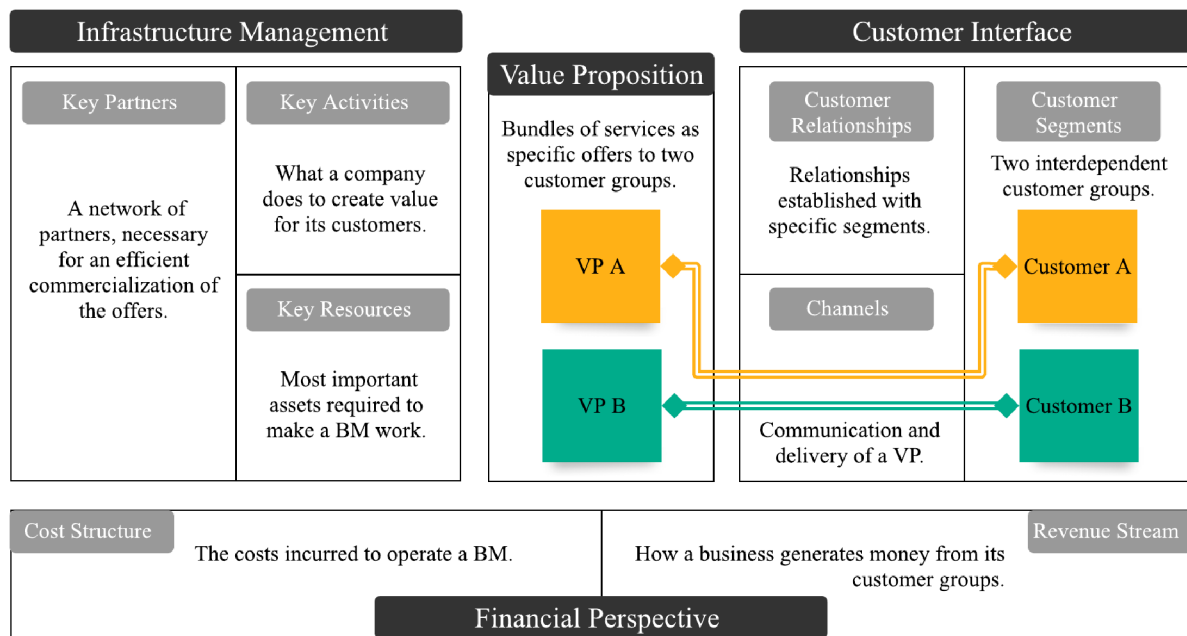 Infrastructure Management
Key Partners
A network of
partners, necessary
for an efficient
commercialization of
the offers.
Key Activities
What a company
does to create value
for its customers.
Key Resources
Most important
assets required to
make a BM work.
Value Proposition
Bundles of services as
specific offers to two
customer groups.
VP A
VP B
Customer Interface
Customer
Relationships
Relationships
established with
specific segments.
Channels
Communication and
delivery of a VP.
Customer
Segments
Two interdependent
customer groups.
Customer A
Customer B
Cost Structure
The costs incurred to operate a BM.
Revenue Stream
How a business generates money from its
customer groups.
Financial Perspective